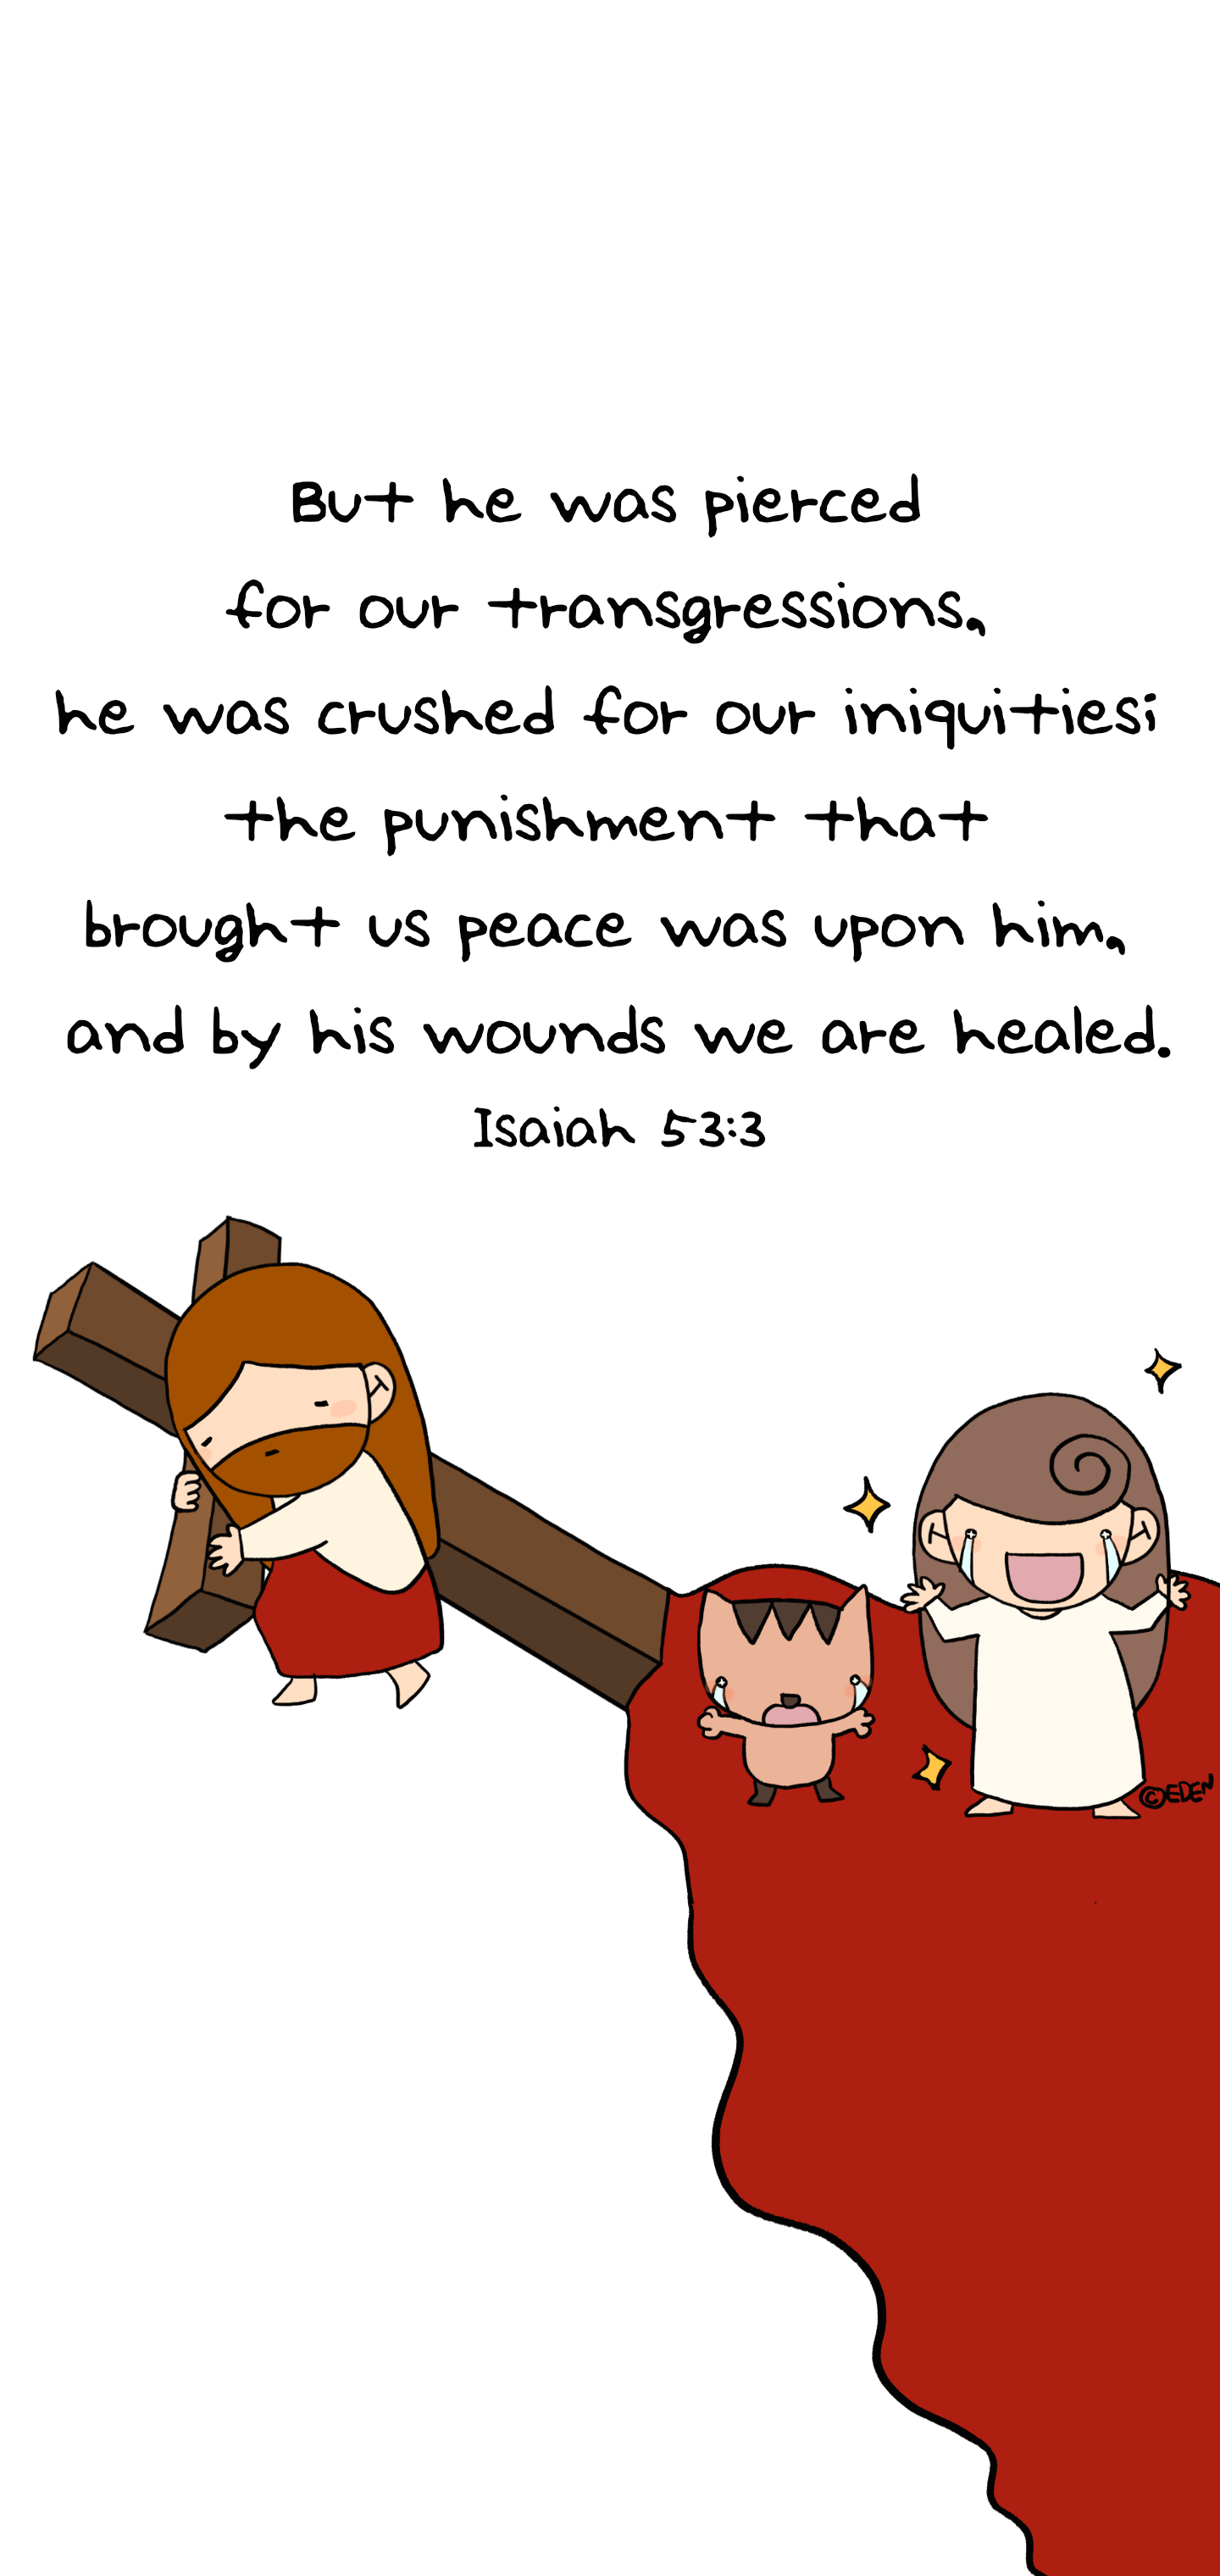 But he was pierced
for our transgressions,
he was crushed for our iniquities;
the punishment that
brought us peace was upon him,
and by his wounds we are healed.
Isaiah 53:3
©EDEN